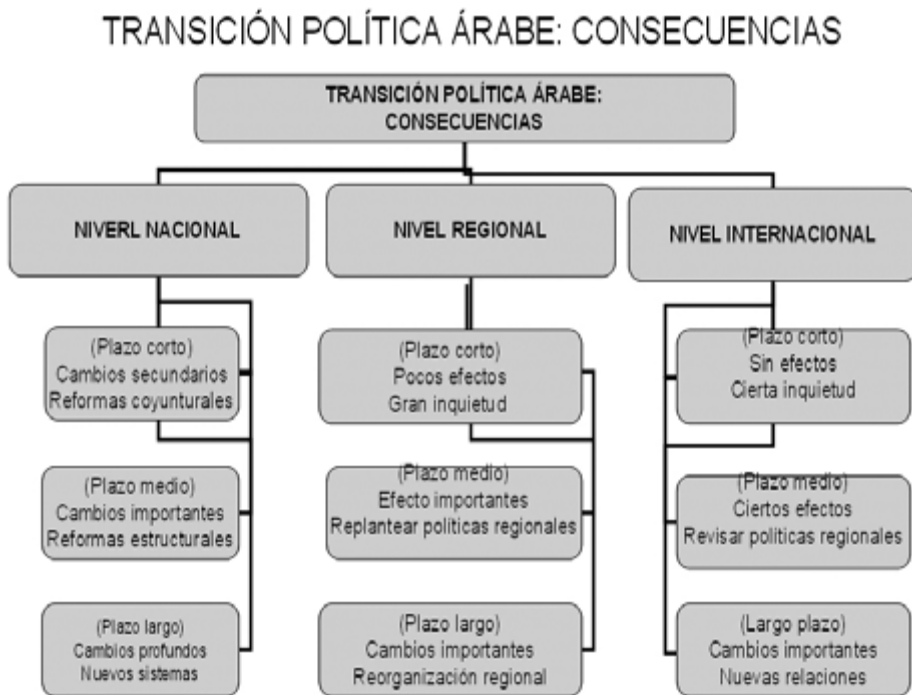 TRANSICIÓN POLÍTICA ÁRABE: CONSECUENCIAS
TRANSICIÓN POLÍTICA ÁRABE:
CONSECUENCIAS
NIVERL NACIONAL
NIVEL REGIONAL
NIVEL INTERNACIONAL
(Plazo corto)
Cambios secundarios
Reformas coyunturales
(Plazo corto)
Pocos efectos
Gran inquietud
(Plazo corto)
Sin efectos
Cierta inquietud
(Plazo medio)
Cambios importantes
Reformas estructurales
(Plazo medio)
Efecto importantes
Replantear políticas regionales
(Plazo medio)
Ciertos efectos
Revisar políticas regionales
(Plazo largo)
Cambios profundos
Nuevos sistemas
(Plazo largo)
Cambios importantes
Reorganización regional
(Largo plazo)
Cambios importantes
Nuevas relaciones